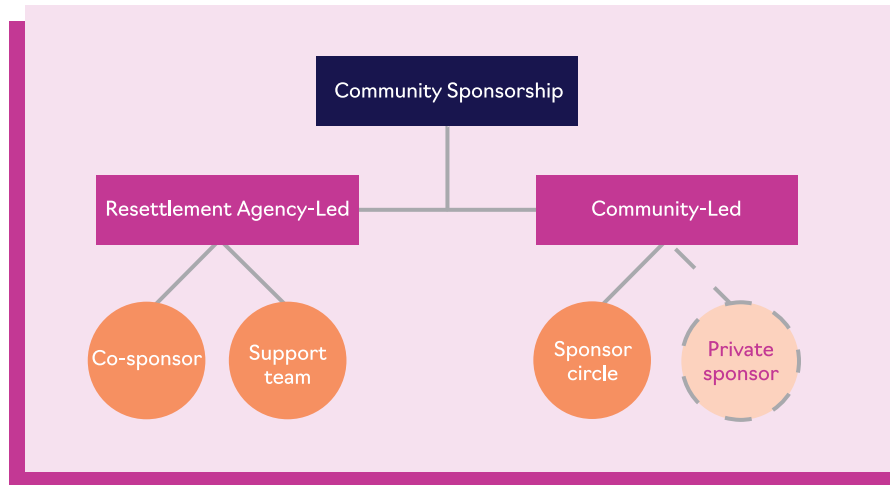 Community Sponsorship
Resettlement Agency-Led
Community-Led
Co-sponsor
Support
team
Sponsor
circle
Private
sponsor